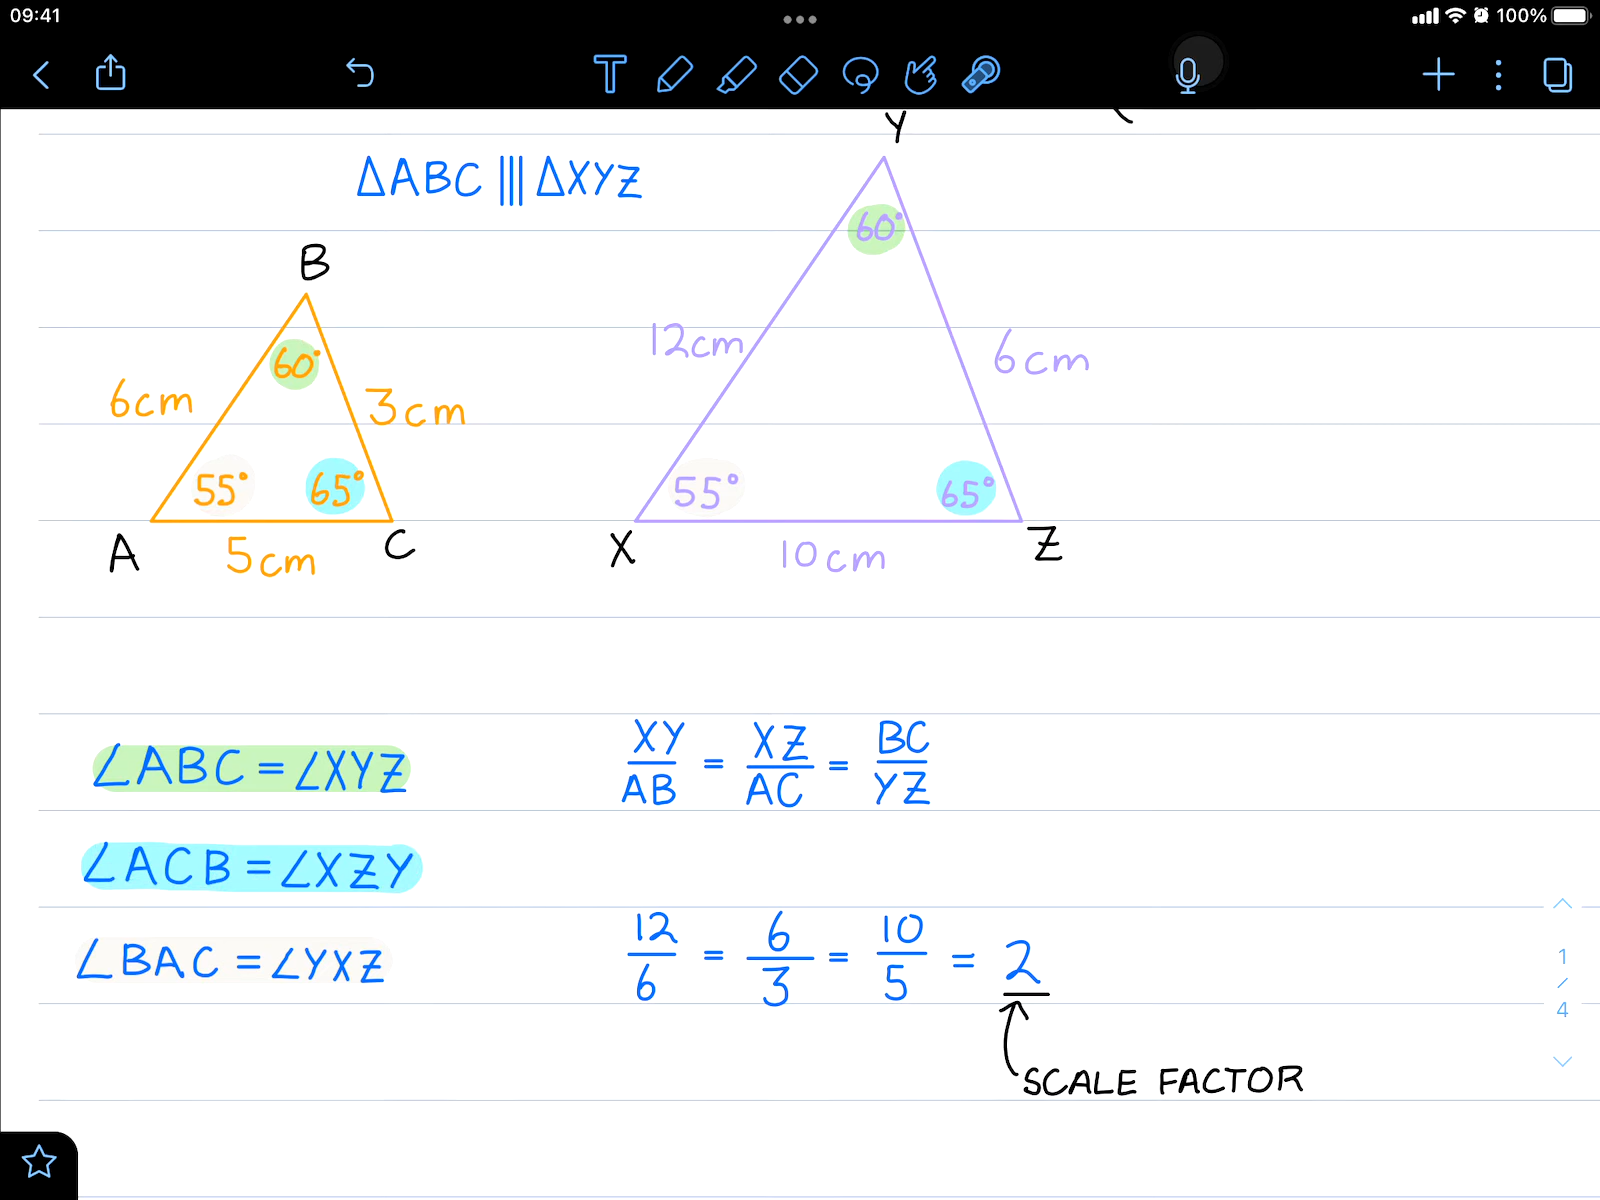 09:41
100%
Y
ΔABC ||| ΔXYZ
60°
B
12cm
6cm
60°
6cm
3cm
55°
65°
55°
65°
A
5cm
C
X
10cm
Z
∠ABC = ∠XYZ
XY/AB = XZ/AC = BC/YZ
∠ACB = ∠XZY
∠BAC = ∠YXZ
12/6 = 6/3 = 10/5 = 2
1/4
SCALE FACTOR